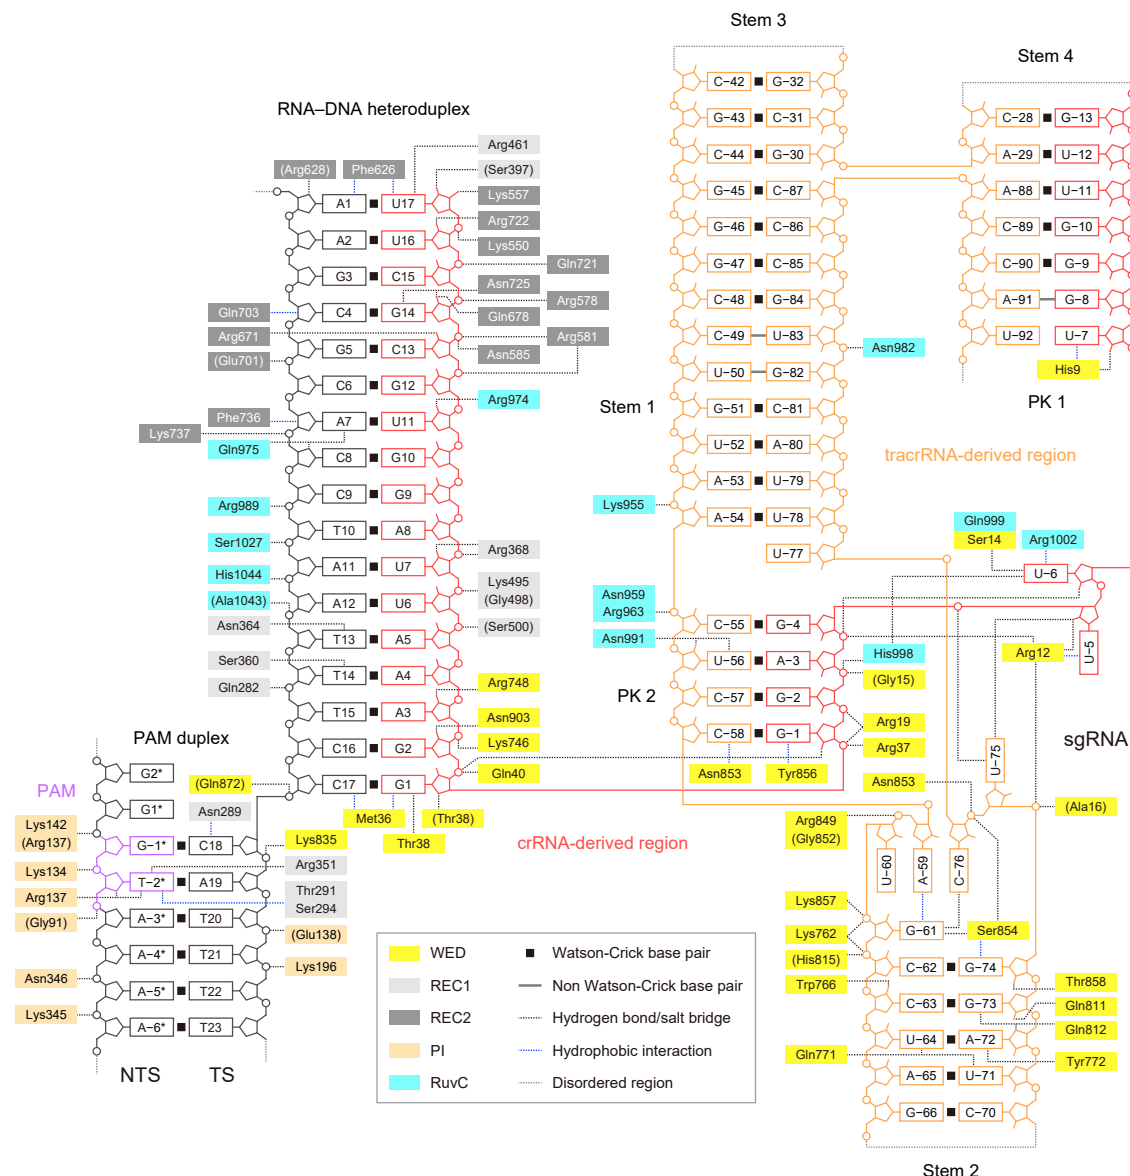 Stem 3
Stem 4
RNA–DNA heteroduplex
C−42 G−32
G−43 C−31
C−44 G−30
G−45 C−87
G−46 C−86
G−47 C−85
C−48 G−84
C−49 U−83
U−50 G−82
G−51 C−81
U−52 A−80
A−53 U−79
A−54 U−78
U−77
C−28 G−13
A−29 U−12
A−88 U−11
C−89 G−10
C−90 G−9
A−91 G−8
U−92 U−7
His9
PK 1
Asn982
Stem 1
tracrRNA-derived region
Lys955
Gln999
Ser14
Arg1002
U−6
U−5
Arg12
Asn959
Arg963
Asn991
C−55 G−4
U−56 A−3
C−57 G−2
C−58 G−1
His998
(Gly15)
Arg19
Arg37
PK 2
Asn853
Tyr856
sgRNA
U−75
Asn853
(Ala16)
Arg461
(Ser397)
(Arg628)
Phe626
Lys557
Arg722
Lys550
Gln721
Asn725
Arg578
Gln678
Arg581
Asn585
Gln703
Arg671
(Glu701)
Phe736
Lys737
Gln975
Arg974
Arg989
Ser1027
His1044
(Ala1043)
Asn364
Ser360
Gln282
Arg368
Lys495
(Gly498)
(Ser500)
Arg748
Asn903
Lys746
Gln40
A1 U17
A2 U16
G3 C15
C4 G14
G5 C13
C6 G12
A7 U11
C8 G10
C9 G9
T10 A8
A11 U7
A12 U6
T13 A5
T14 A4
T15 A3
C16 G2
C17 G1
Met36
(Thr38)
Thr38
crRNA-derived region
PAM duplex
PAM
(Gln872)
Asn289
G2*
G1*
G−1* C18
T−2* A19
A−3* T20
A−4* T21
A−5* T22
A−6* T23
Lys142
(Arg137)
Lys134
Arg137
(Gly91)
Asn346
Lys345
Lys835
Arg351
Thr291
Ser294
(Glu138)
Lys196
NTS TS
WED
REC1
REC2
PI
RuvC
Watson-Crick base pair
Non Watson-Crick base pair
Hydrogen bond/salt bridge
Hydrophobic interaction
Disordered region
Arg849
(Gly852)
U−60
A−59
C−76
Lys857
Lys762
(His815)
Trp766
Gln771
G−61
C−62 G−74
C−63 G−73
U−64 A−72
A−65 U−71
G−66 C−70
Ser854
Thr858
Gln811
Gln812
Tyr772
Stem 2